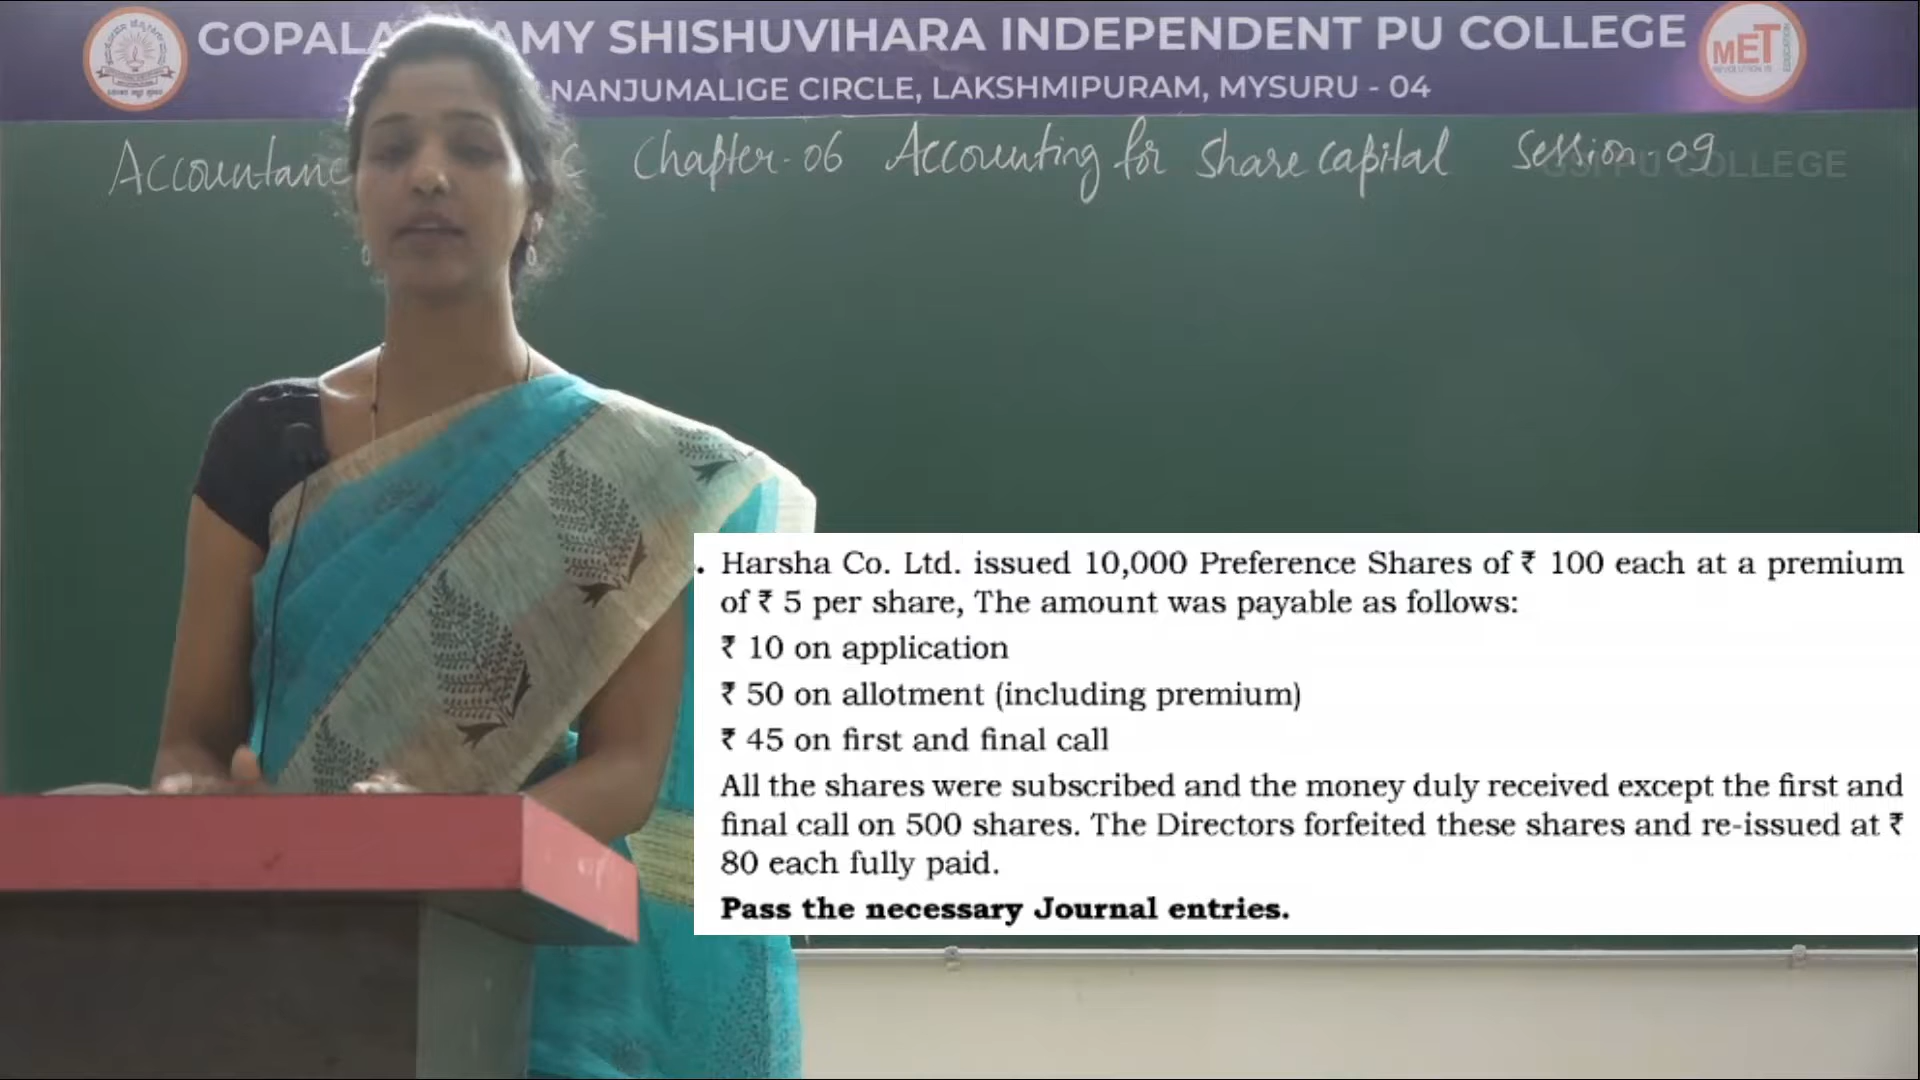 GOPALA AMY SHISHUVIHARA INDEPENDENT PU COLLEGE
NANJUMALIGE CIRCLE, LAKSHMIPURAM, MYSURU - 04
MET
Accountanc Chapter-06 Accounting for Share capital Session-09
PU COLLEGE
. Harsha Co. Ltd. issued 10,000 Preference Shares of ₹ 100 each at a premium
of ₹ 5 per share, The amount was payable as follows:
₹ 10 on application
₹ 50 on allotment (including premium)
₹ 45 on first and final call
All the shares were subscribed and the money duly received except the first and
final call on 500 shares. The Directors forfeited these shares and re-issued at ₹
80 each fully paid.
Pass the necessary Journal entries.